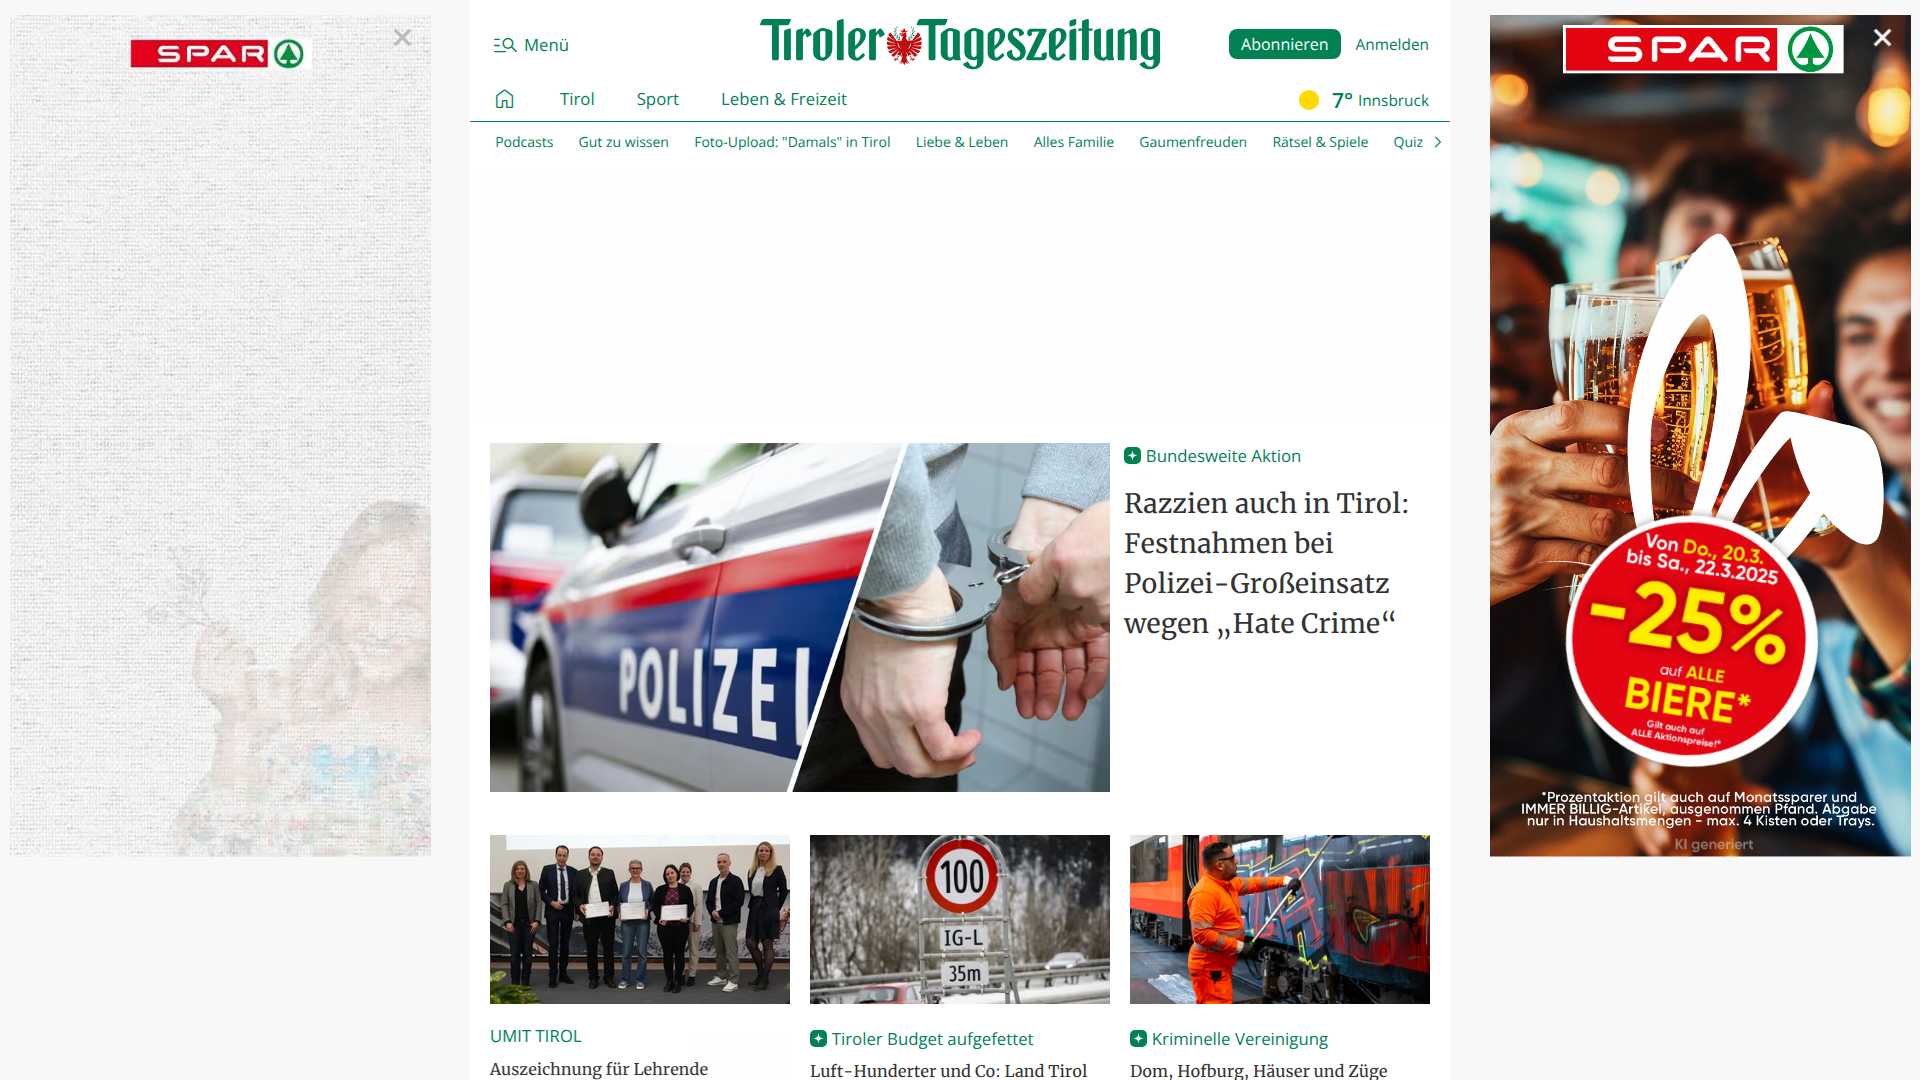 SPAR
Menü
Tiroler Tageszeitung
Abonnieren
Anmelden
Tirol
Sport
Leben & Freizeit
7° Innsbruck
Podcasts
Gut zu wissen
Foto-Upload: "Damals" in Tirol
Liebe & Leben
Alles Familie
Gaumenfreuden
Rätsel & Spiele
Quiz
POLIZEI
Bundesweite Aktion
Razzien auch in Tirol:
Festnahmen bei
Polizei-Großeinsatz
wegen „Hate Crime“
100
IG-L
35m
UMIT TIROL
Auszeichnung für Lehrende
Tiroler Budget aufgefettet
Luft-Hunderter und Co: Land Tirol
Kriminelle Vereinigung
Dom, Hofburg, Häuser und Züge
SPAR
Von Do., 20.3.
bis Sa., 22.3.2025
-25%
auf ALLE
BIERE*
Gilt auch auf
ALLE Aktionspreise!*
*Prozentaktion gilt auch auf Monatssparer und
IMMER BILLIG-Artikel, ausgenommen Pfand. Abgabe
nur in Haushaltsmengen - max. 4 Kisten oder Trays.
KI generiert